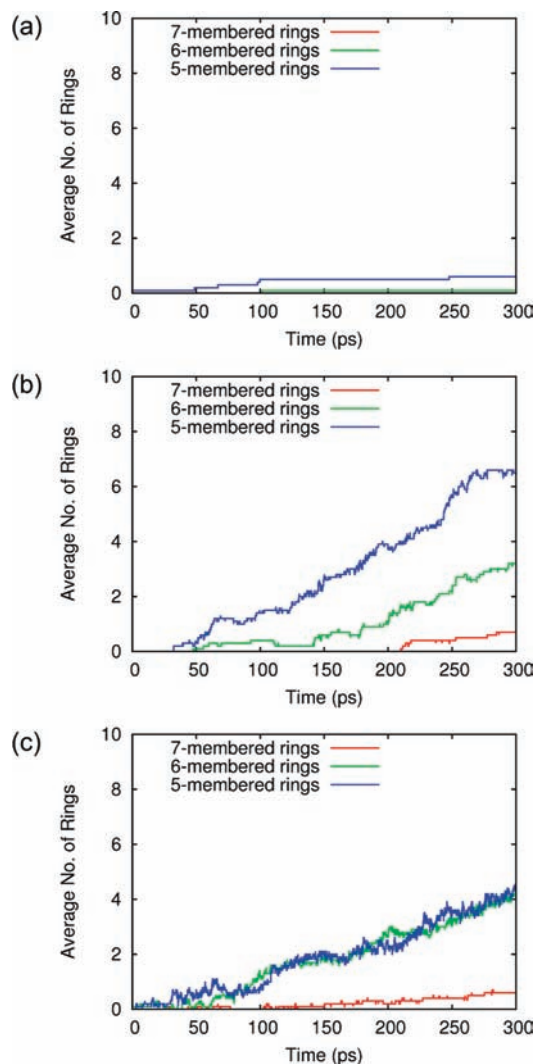 (a)
10
7-membered rings
6-membered rings
5-membered rings
8
6
4
2
0
Average No. of Rings
0 50 100 150 200 250 300
Time (ps)
(b)
10
7-membered rings
6-membered rings
5-membered rings
8
6
4
2
0
Average No. of Rings
0 50 100 150 200 250 300
Time (ps)
(c)
10
7-membered rings
6-membered rings
5-membered rings
8
6
4
2
0
Average No. of Rings
0 50 100 150 200 250 300
Time (ps)